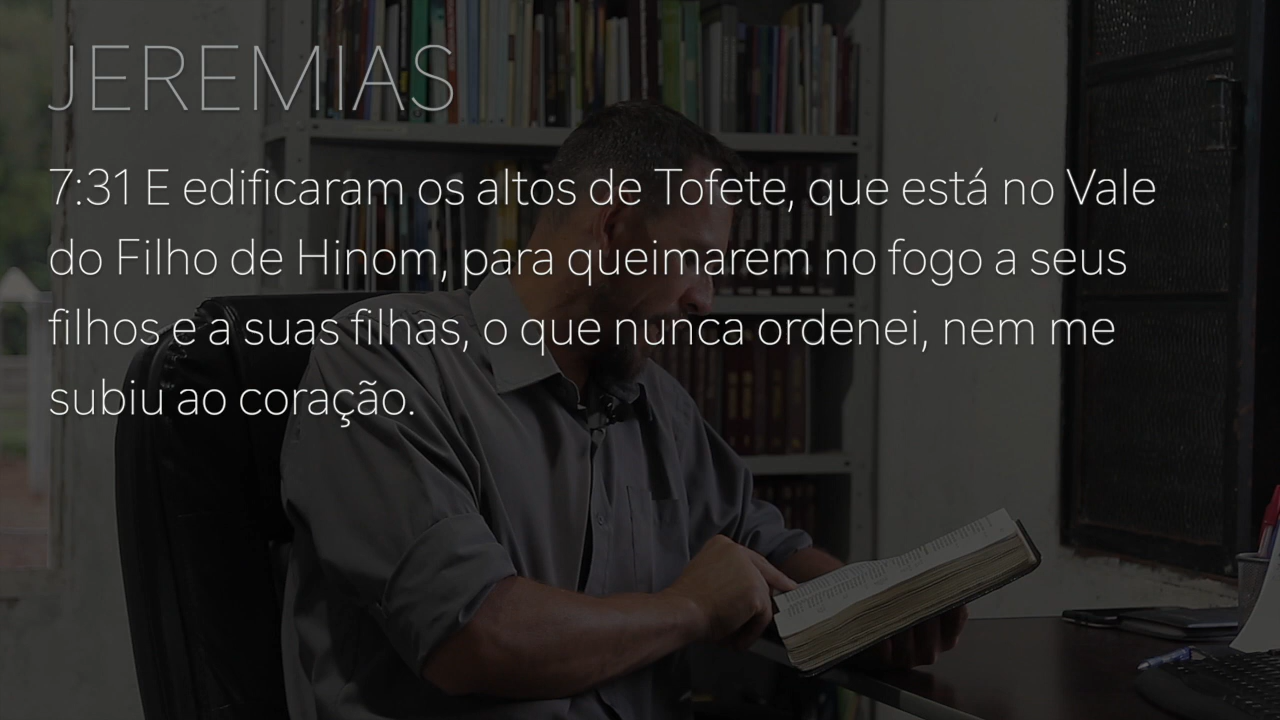 JEREMIAS
7:31 E edificaram os altos de Tofete, que está no Vale
do Filho de Hinom, para queimarem no fogo a seus
filhos e a suas filhas, o que nunca ordenei, nem me
subiu ao coração.